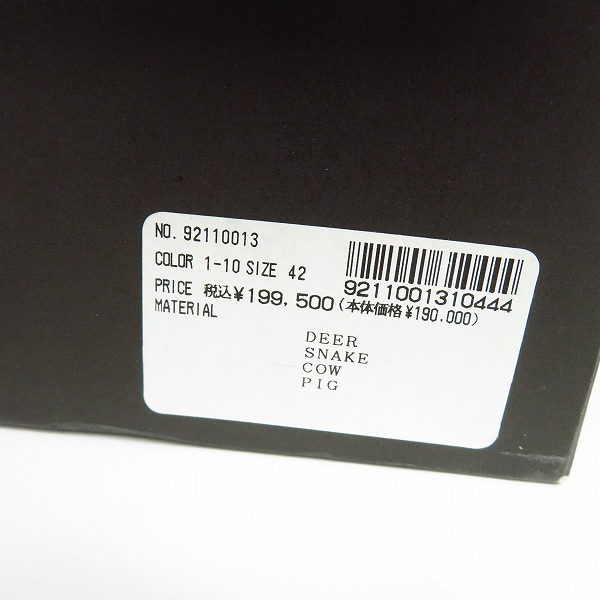 NO. 92110013
COLOR 1-10 SIZE 42
9211001310444
PRICE 税込¥199,500(本体価格¥190,000)
MATERIAL
DEER
SNAKE
COW
PIG